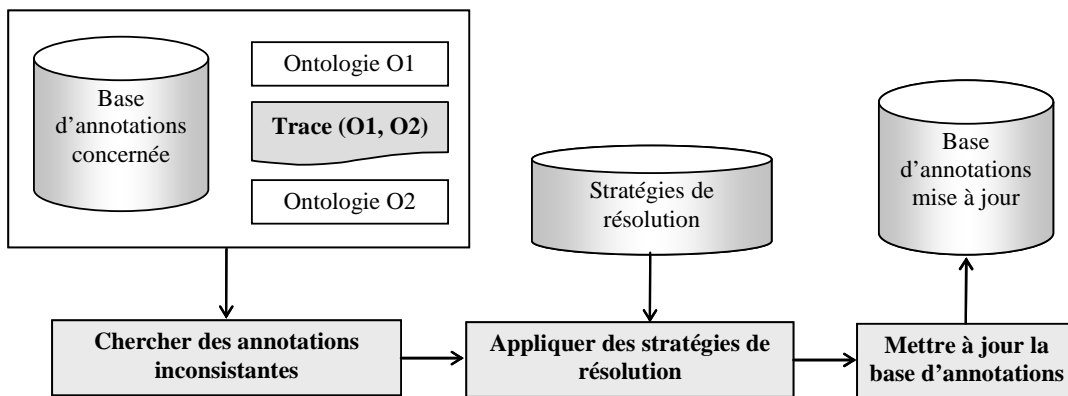 Base
d'annotations
concernée
Ontologie O1
Trace (O1, O2)
Ontologie O2
Stratégies de
résolution
Base
d'annotations
mise à jour
Chercher des annotations
inconsistantes
Appliquer des stratégies de
résolution
Mettre à jour la
base d'annotations